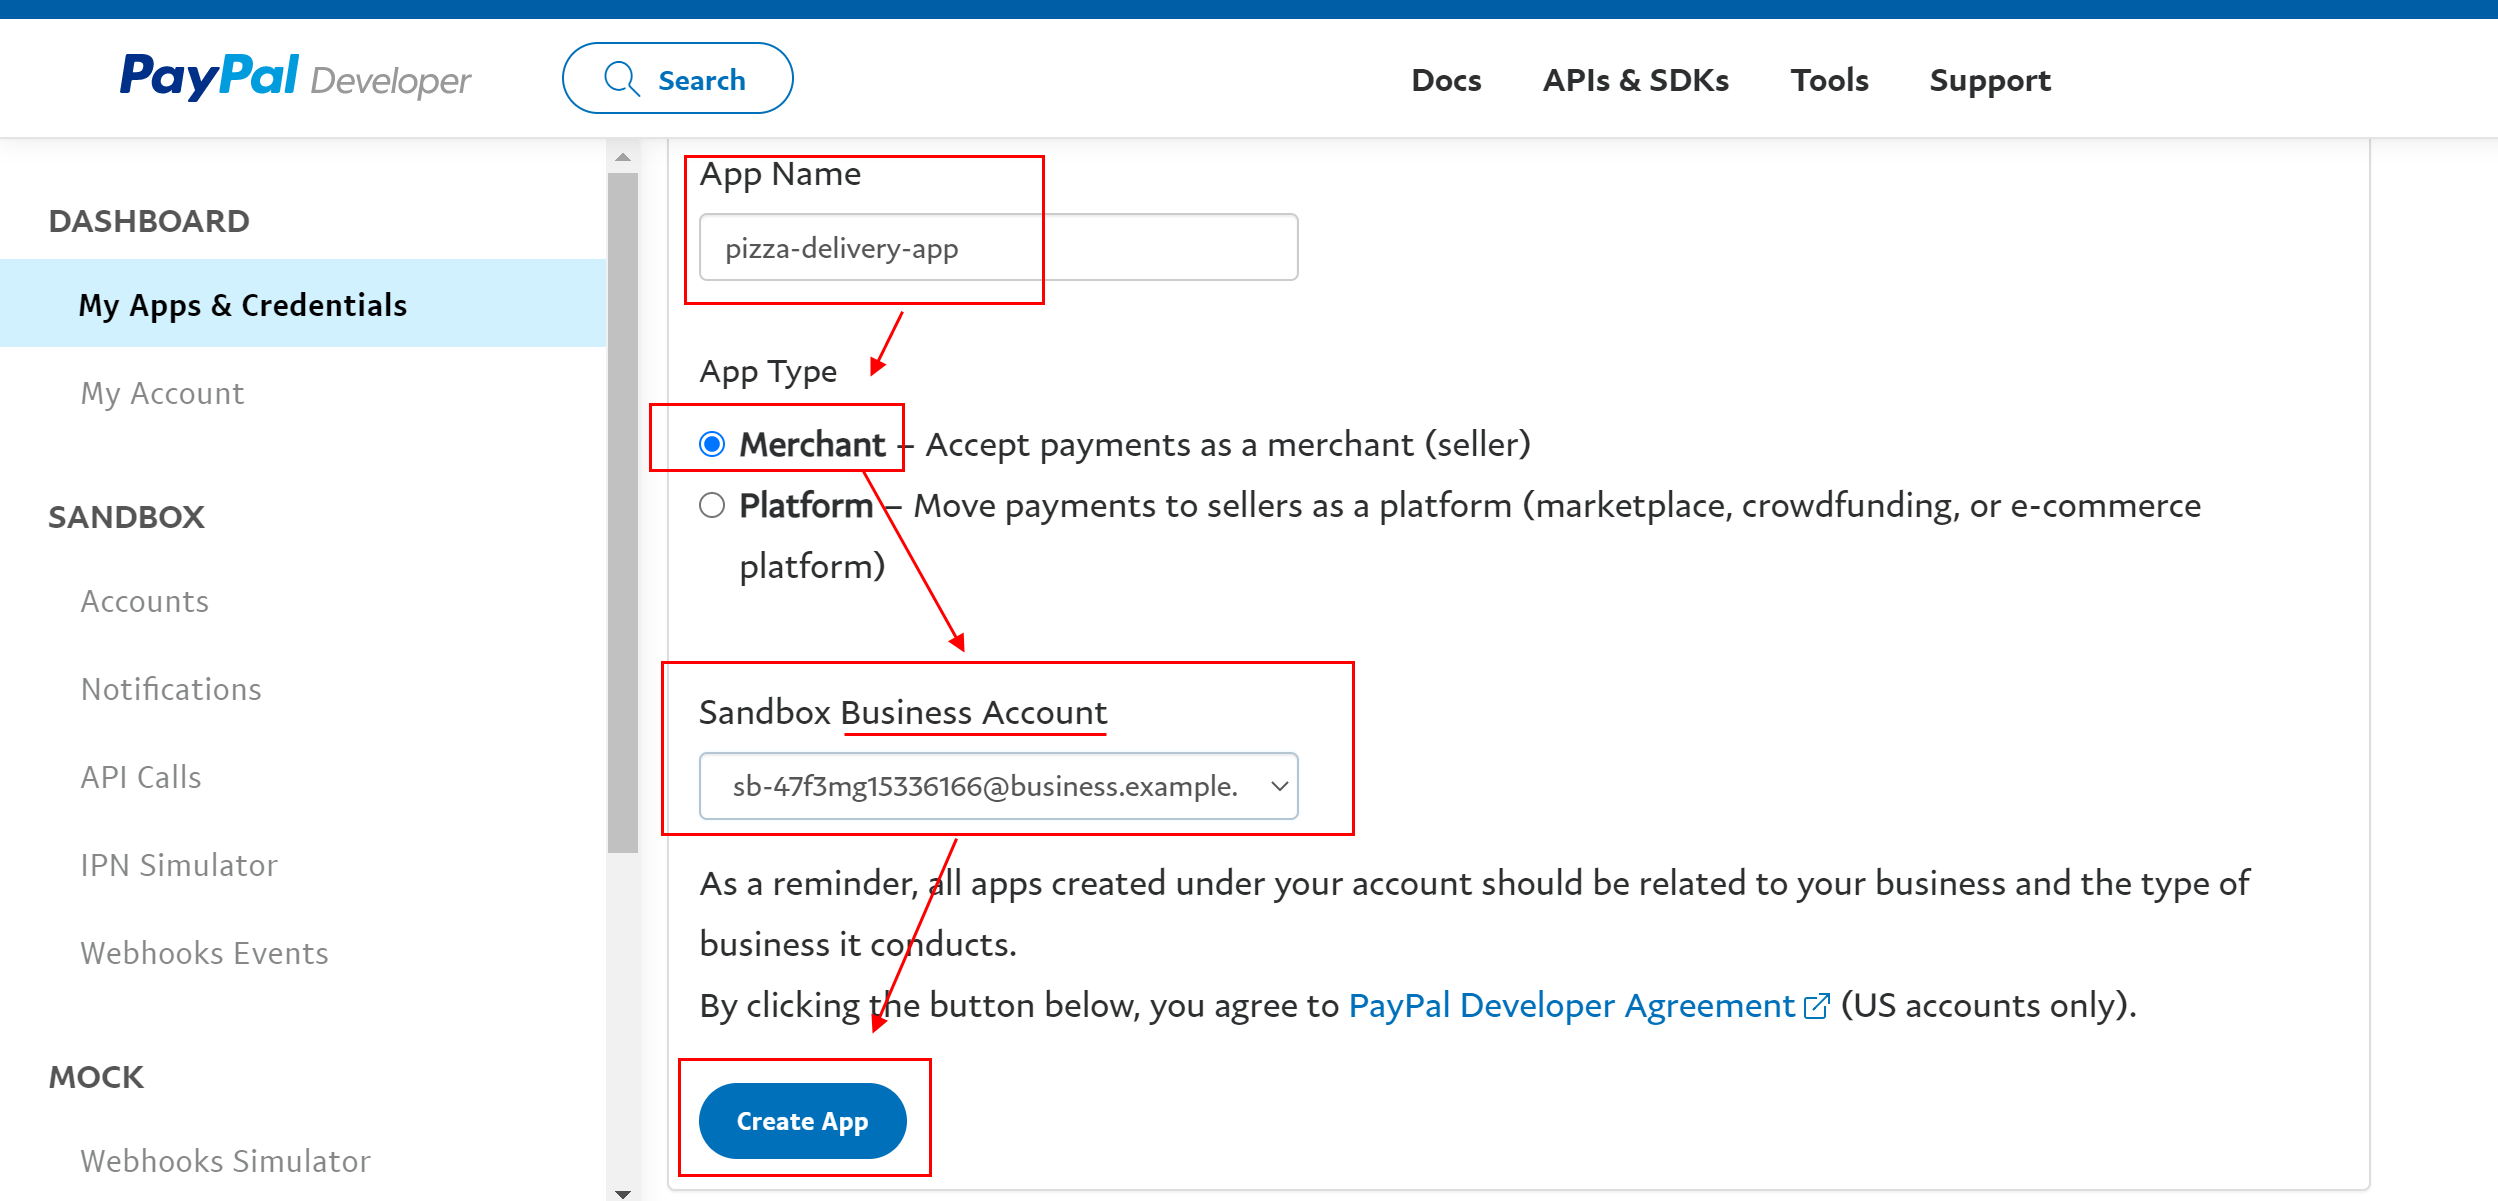 PayPal Developer
Search
Docs
APIs & SDKs
Tools
Support
DASHBOARD
My Apps & Credentials
My Account
SANDBOX
Accounts
Notifications
API Calls
IPN Simulator
Webhooks Events
MOCK
Webhooks Simulator
App Name
pizza-delivery-app
App Type
Merchant – Accept payments as a merchant (seller)
Platform – Move payments to sellers as a platform (marketplace, crowdfunding, or e-commerce
platform)
Sandbox Business Account
sb-47f3mg15336166@business.example.
As a reminder, all apps created under your account should be related to your business and the type of
business it conducts.
By clicking the button below, you agree to PayPal Developer Agreement (US accounts only).
Create App